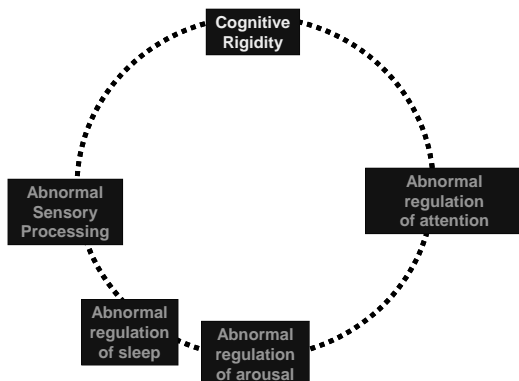 Cognitive
Rigidity
Abnormal
regulation
of attention
Abnormal
Sensory
Processing
Abnormal
regulation
of sleep
Abnormal
regulation
of arousal